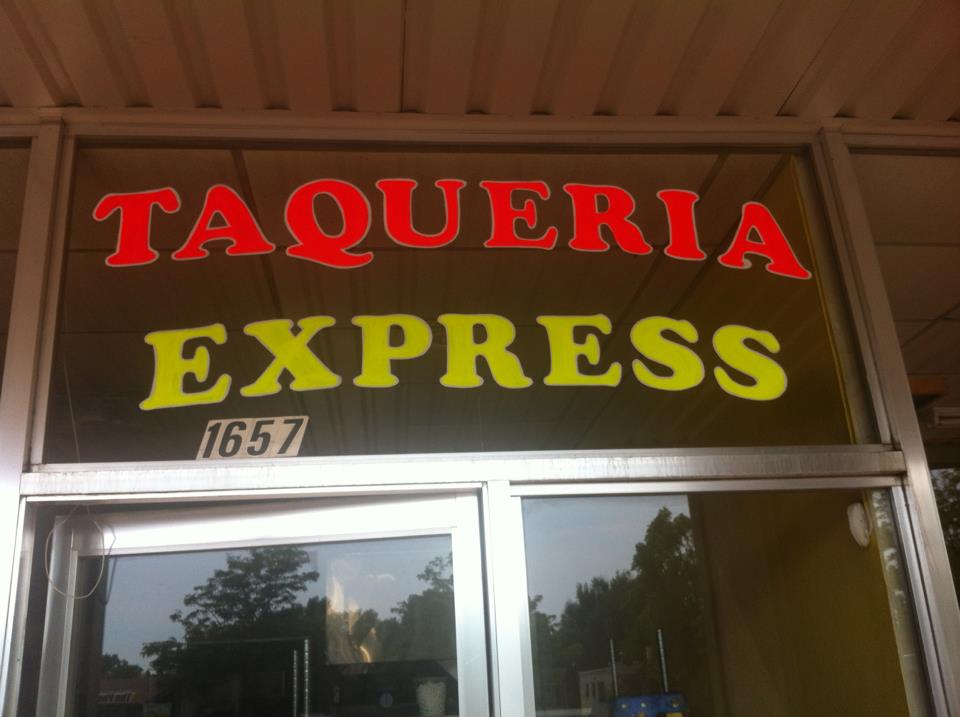 TAQUERIA
EXPRESS
1657